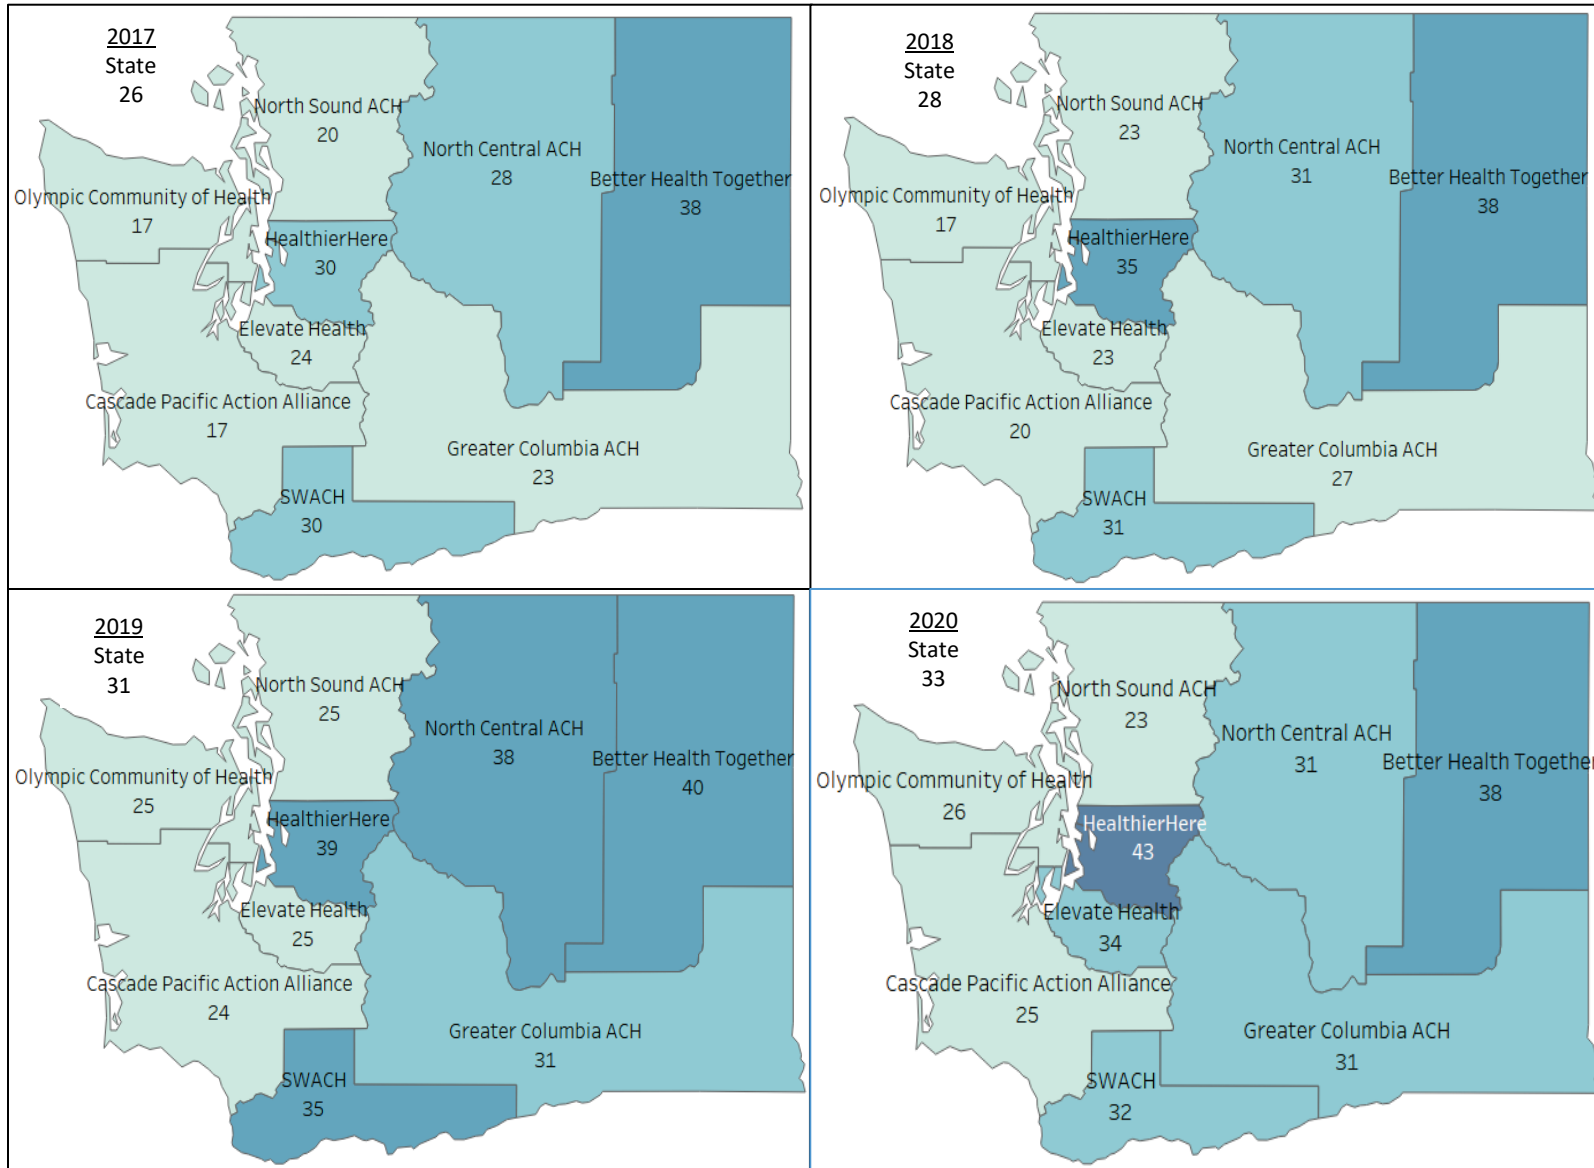 2017
State
26
North Sound ACH
20
North Central ACH
28
Better Health Together
38
Olympic Community of Health
17
HealthierHere
30
Elevate Health
24
Cascade Pacific Action Alliance
17
Greater Columbia ACH
23
SWACH
30
2018
State
28
North Sound ACH
23
North Central ACH
31
Better Health Together
38
Olympic Community of Health
17
HealthierHere
35
Elevate Health
23
Cascade Pacific Action Alliance
20
Greater Columbia ACH
27
SWACH
31
2019
State
31
North Sound ACH
25
North Central ACH
38
Better Health Together
40
Olympic Community of Health
25
HealthierHere
39
Elevate Health
25
Cascade Pacific Action Alliance
24
Greater Columbia ACH
31
SWACH
35
2020
State
33
North Sound ACH
23
North Central ACH
31
Better Health Together
38
Olympic Community of Health
26
HealthierHere
43
Elevate Health
34
Cascade Pacific Action Alliance
25
Greater Columbia ACH
31
SWACH
32